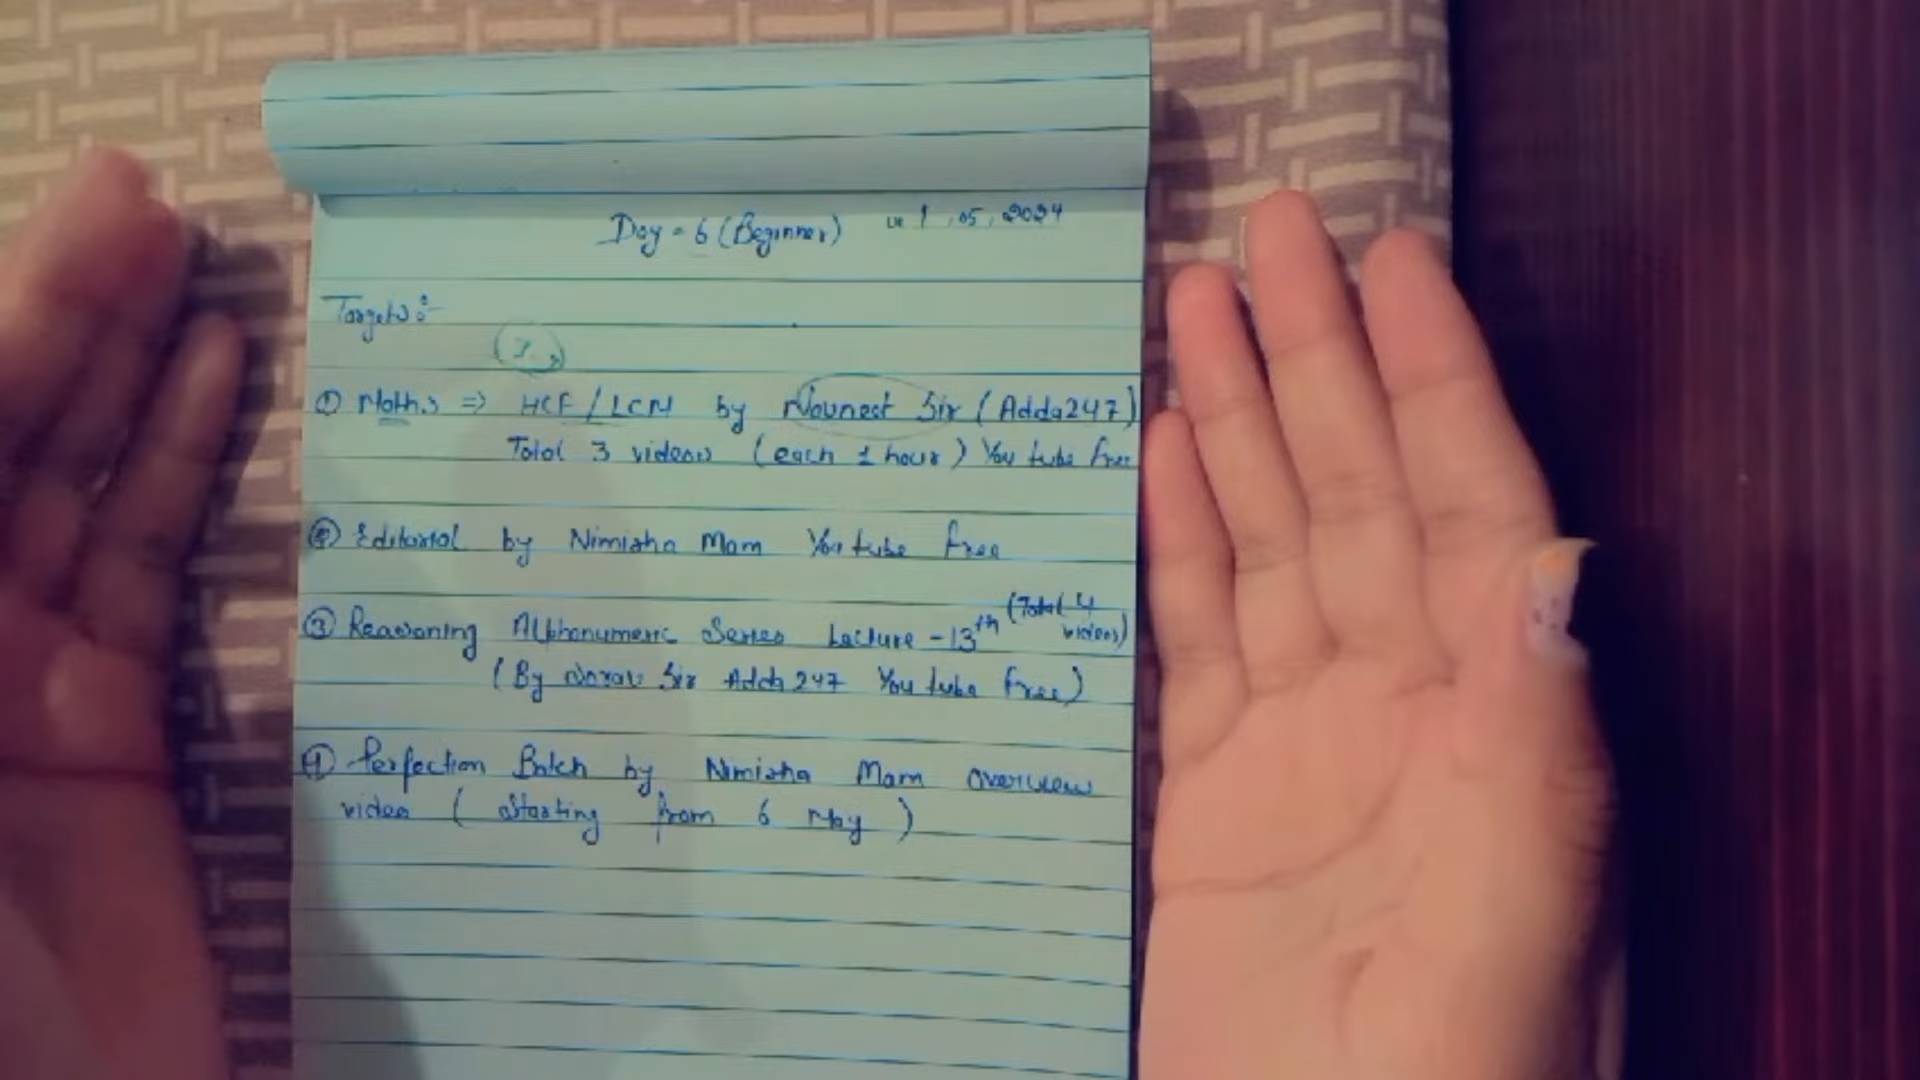 Day - 6 (Beginner) 1.05.2024
Targets :-
① Maths => HCF / LCM by Navneet Sir (Adda247)
Total 3 videos (each 1 hour) You tube free
② Editorial by Nimisha Mam You tube free
③ Reasoning Alphanumeric Series Lecture - 13th (Total 4 videos)
(By Sir Adda 247 You tube free)
④ Perfection Batch by Nimisha Mam overview
video ( Starting from 6 May )